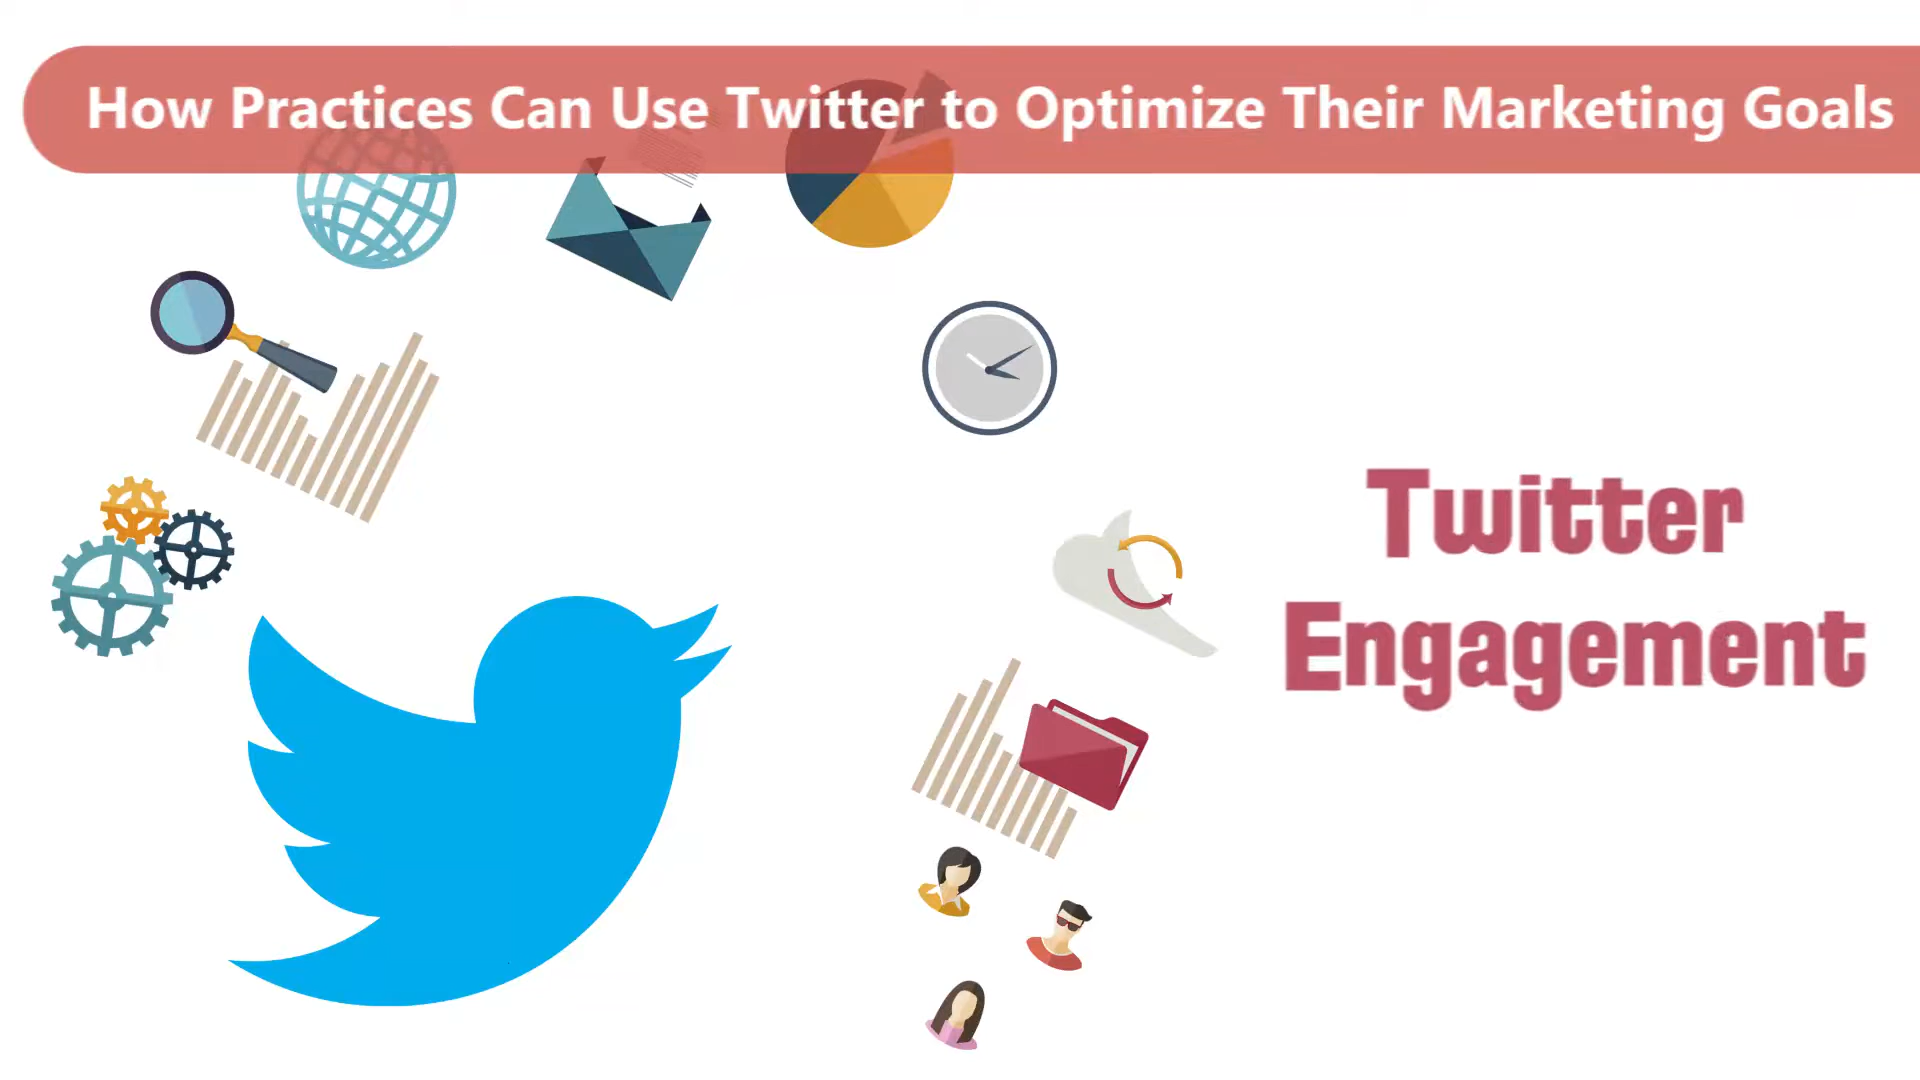 How Practices Can Use Twitter to Optimize Their Marketing Goals
Twitter
Engagement